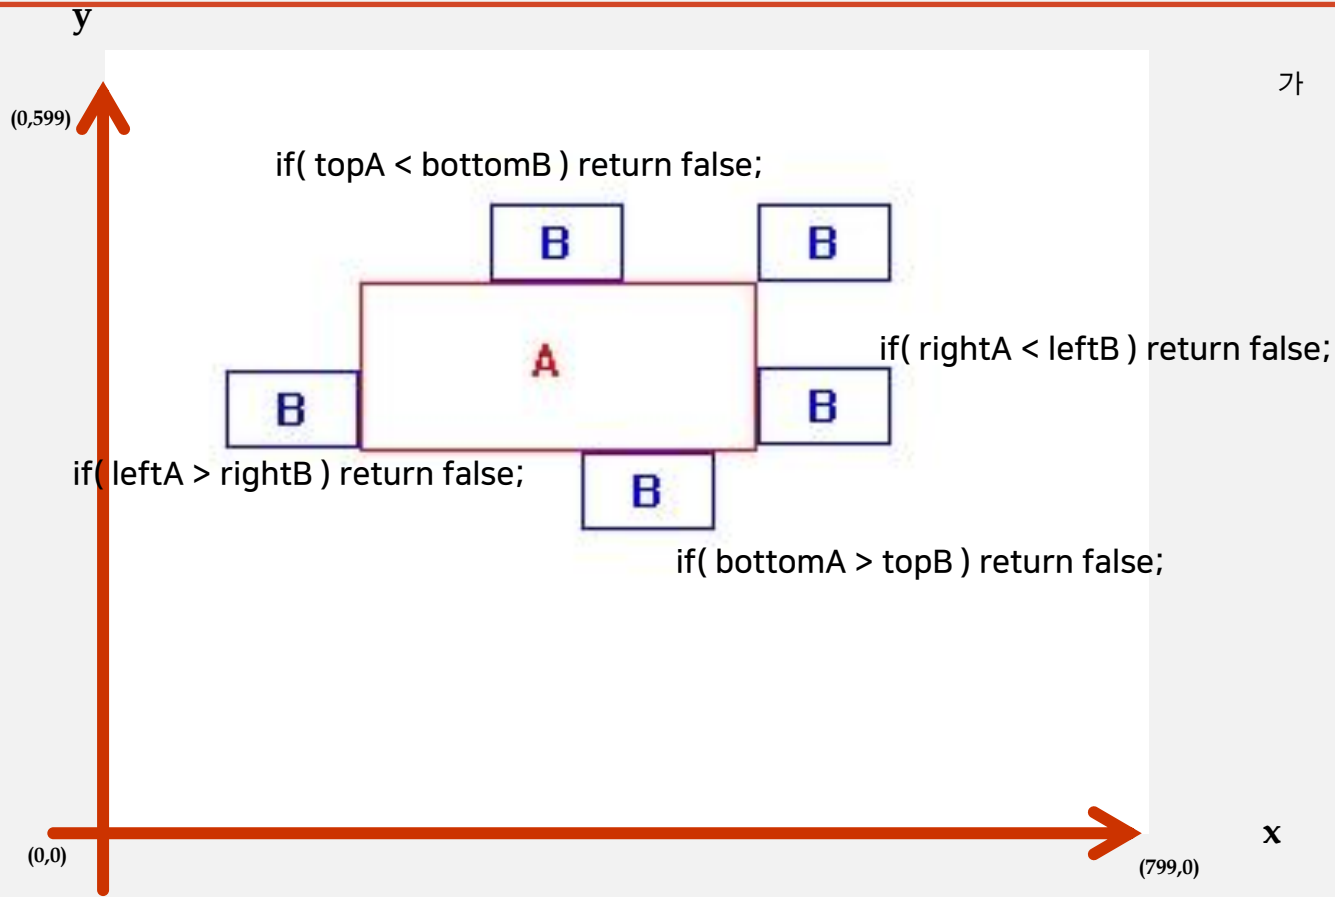 y
가
(0,599)
if( topA < bottomB ) return false;
B
B
A
if( rightA < leftB ) return false;
B
B
if( leftA > rightB ) return false;
B
if( bottomA > topB ) return false;
x
(0,0)
(799,0)